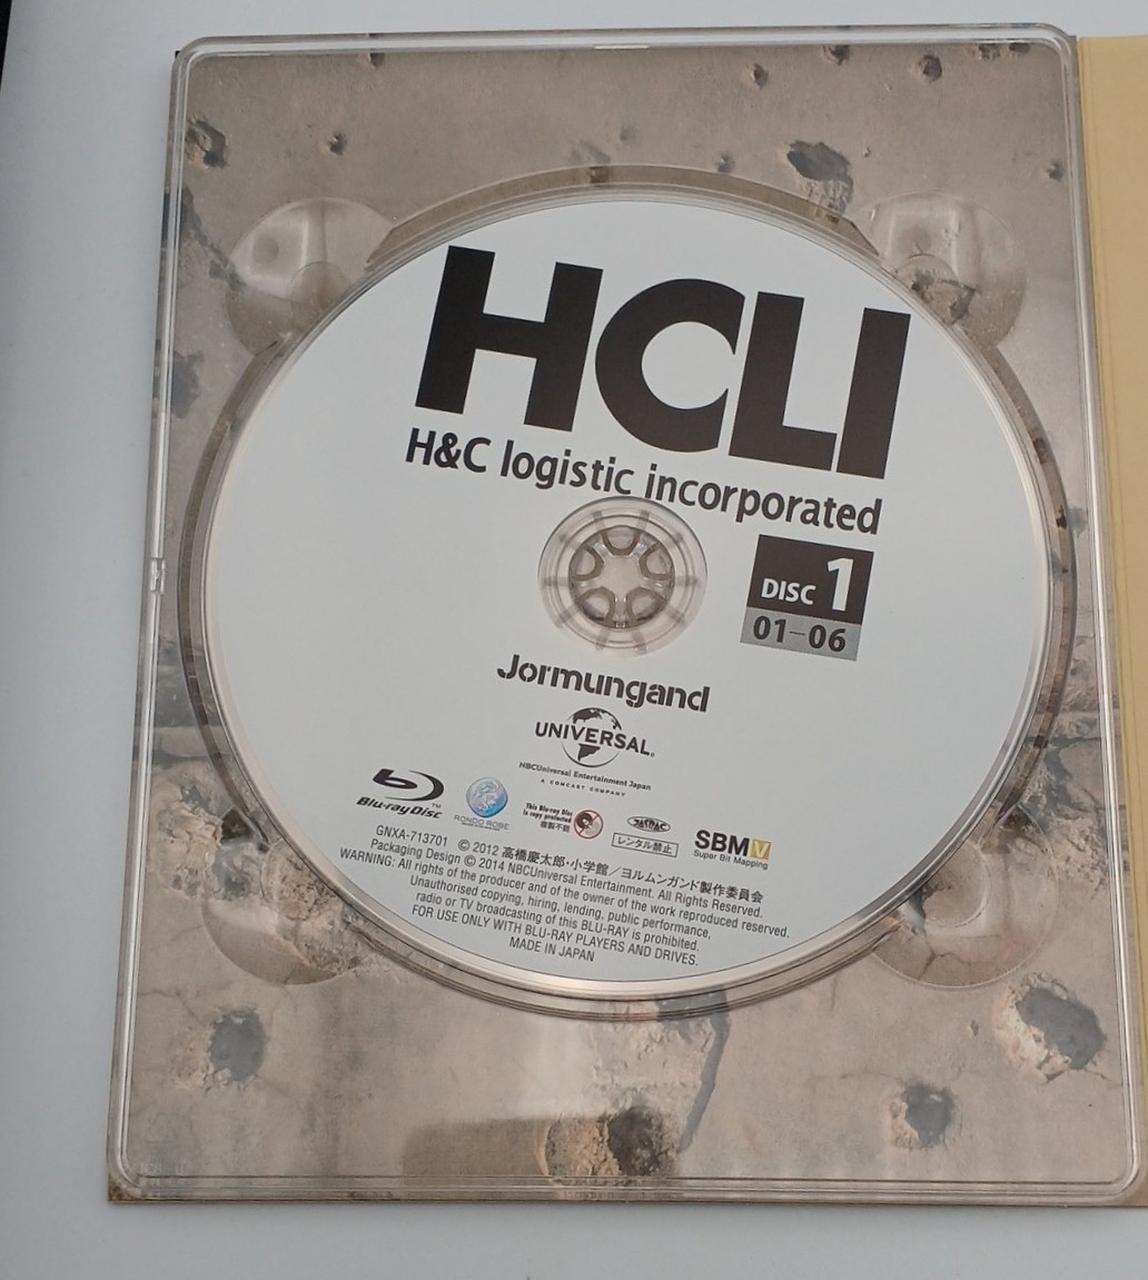 HCLI
H&C logistic incorporated
DISC 1
01-06
Jormungand
UNIVERSAL
NBCUniversal Entertainment Japan
A COMCAST COMPANY
Blu-ray Disc™
RONDO ROBE
This Blu-ray Disc
is copy protected
複製不能
レンタル禁止
SBMV
Super Bit Mapping
GNXA-713701 © 2012 高橋慶太郎・小学館／ヨルムンガンド製作委員会
Packaging Design © 2014 NBCUniversal Entertainment. All Rights Reserved.
WARNING: All rights of the producer and of the owner of the work reproduced reserved.
Unauthorised copying, hiring, lending, public performance,
radio or TV broadcasting of this BLU-RAY is prohibited.
FOR USE ONLY WITH BLU-RAY PLAYERS AND DRIVES.
MADE IN JAPAN